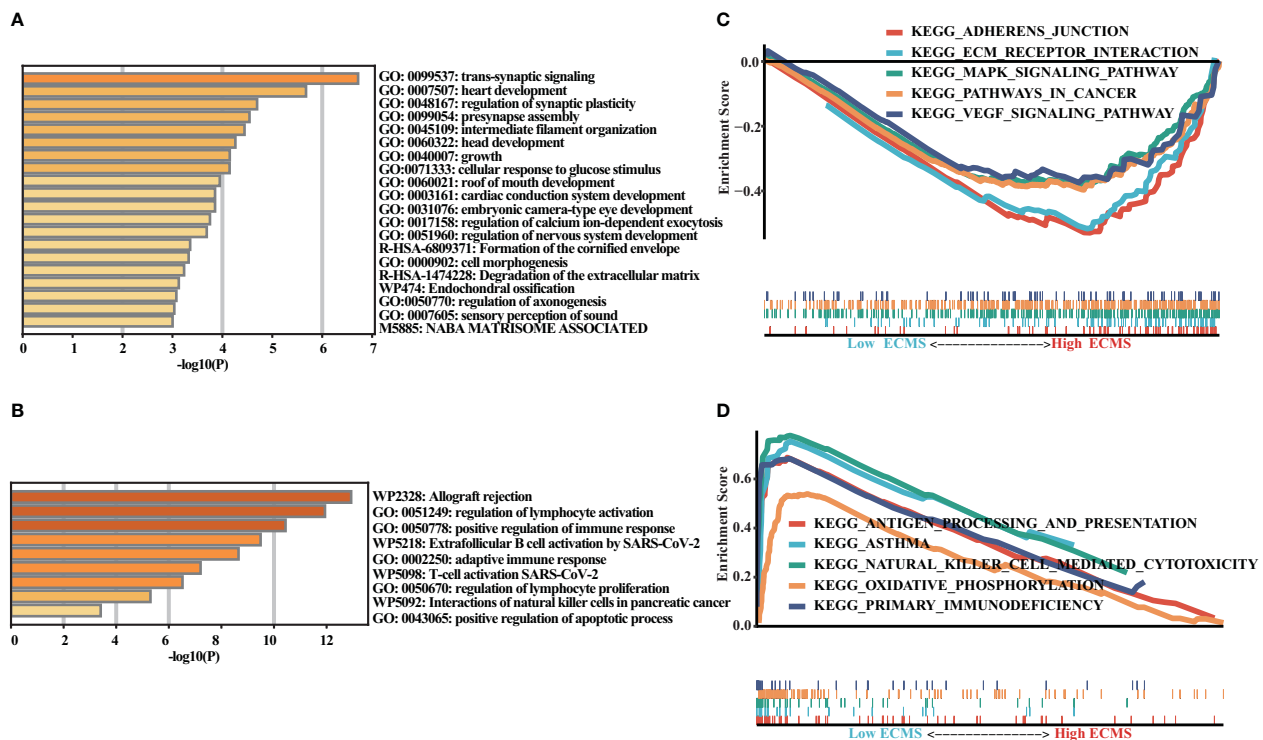 A
GO: 0099537: trans-synaptic signaling
GO: 0007507: heart development
GO: 0048167: regulation of synaptic plasticity
GO: 0099054: presynapse assembly
GO: 0045109: intermediate filament organization
GO: 0060322: head development
GO: 0040007: growth
GO:0071333: cellular response to glucose stimulus
GO: 0060021: roof of mouth development
GO: 0003161: cardiac conduction system development
GO: 0031076: embryonic camera-type eye development
GO: 0017158: regulation of calcium ion-dependent exocytosis
GO: 0051960: regulation of nervous system development
R-HSA-6809371: Formation of the cornified envelope
GO: 0000902: cell morphogenesis
R-HSA-1474228: Degradation of the extracellular matrix
WP474: Endochondral ossification
GO:0050770: regulation of axonogenesis
GO: 0007605: sensory perception of sound
M5885: NABA MATRISOME ASSOCIATED
0 1 2 3 4 5 6 7
-log10(P)
B
WP2328: Allograft rejection
GO: 0051249: regulation of lymphocyte activation
GO: 0050778: positive regulation of immune response
WP5218: Extrafollicular B cell activation by SARS-CoV-2
GO: 0002250: adaptive immune response
WP5098: T-cell activation SARS-CoV-2
GO: 0050670: regulation of lymphocyte proliferation
WP5092: Interactions of natural killer cells in pancreatic cancer
GO: 0043065: positive regulation of apoptotic process
0 2 4 6 8 10 12
-log10(P)
C
KEGG_ADHERENS_JUNCTION
KEGG_ECM_RECEPTOR_INTERACTION
KEGG_MAPK_SIGNALING_PATHWAY
KEGG_PATHWAYS_IN_CANCER
KEGG_VEGF_SIGNALING_PATHWAY
Enrichment Score
0.0
−0.2
−0.4
Low ECMS <--------------> High ECMS
D
Enrichment Score
0.6
0.4
0.2
0.0
KEGG_ANTIGEN_PROCESSING_AND_PRESENTATION
KEGG_ASTHMA
KEGG_NATURAL_KILLER_CELL_MEDIATED_CYTOTOXICITY
KEGG_OXIDATIVE_PHOSPHORYLATION
KEGG_PRIMARY_IMMUNODEFICIENCY
Low ECMS <--------------> High ECMS